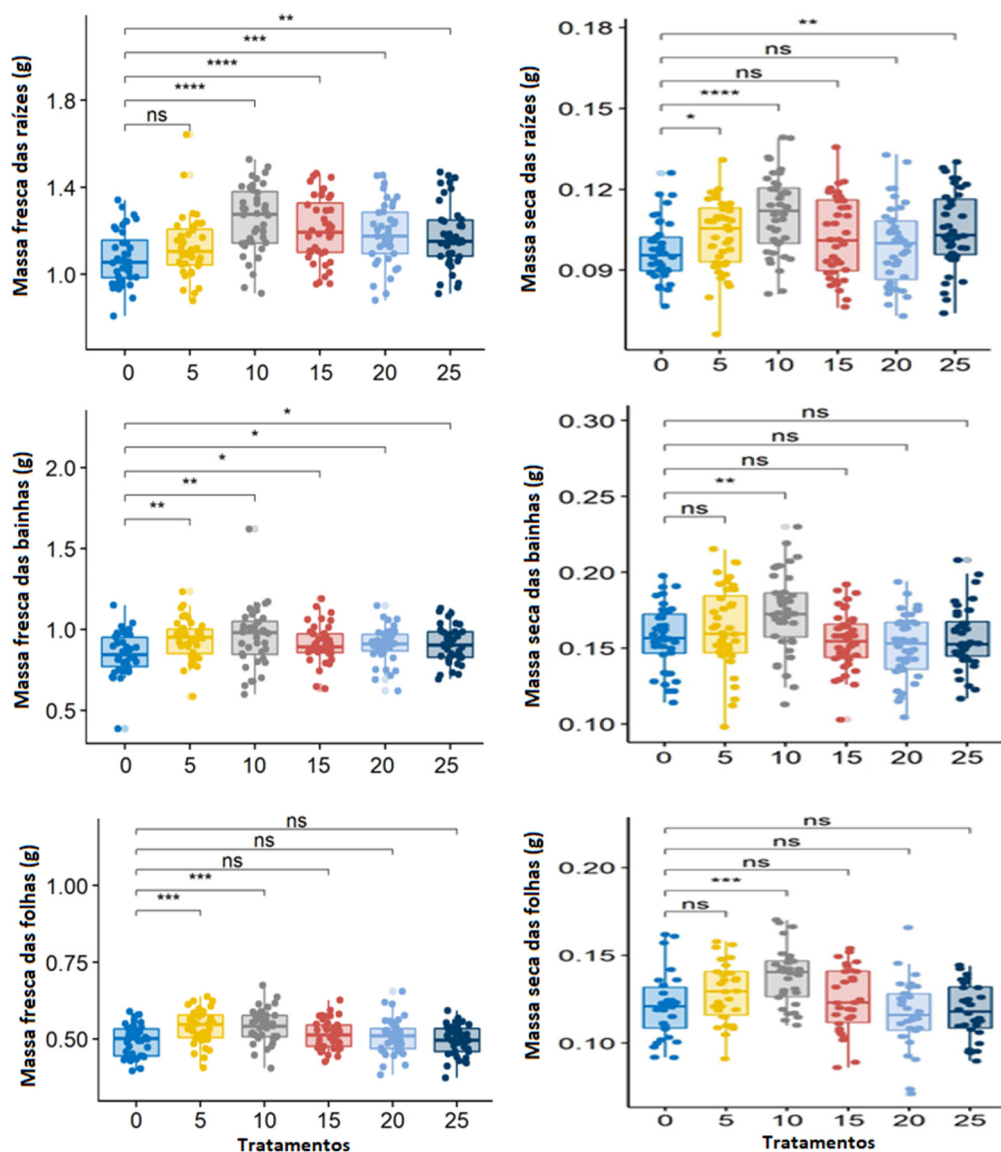 Massa fresca das raízes (g)
**
***
****
****
ns
1.8
1.4
1.0
0 5 10 15 20 25
Massa seca das raízes (g)
**
ns
ns
****
*
0.18
0.15
0.12
0.09
0 5 10 15 20 25
Massa fresca das bainhas (g)
*
*
*
**
**
2.0
1.5
1.0
0.5
0 5 10 15 20 25
Massa seca das bainhas (g)
ns
ns
ns
**
ns
0.30
0.25
0.20
0.15
0.10
0 5 10 15 20 25
Massa fresca das folhas (g)
ns
ns
ns
***
***
1.00
0.75
0.50
0 5 10 15 20 25
Tratamentos
Massa seca das folhas (g)
ns
ns
ns
***
ns
0.20
0.15
0.10
0 5 10 15 20 25
Tratamentos